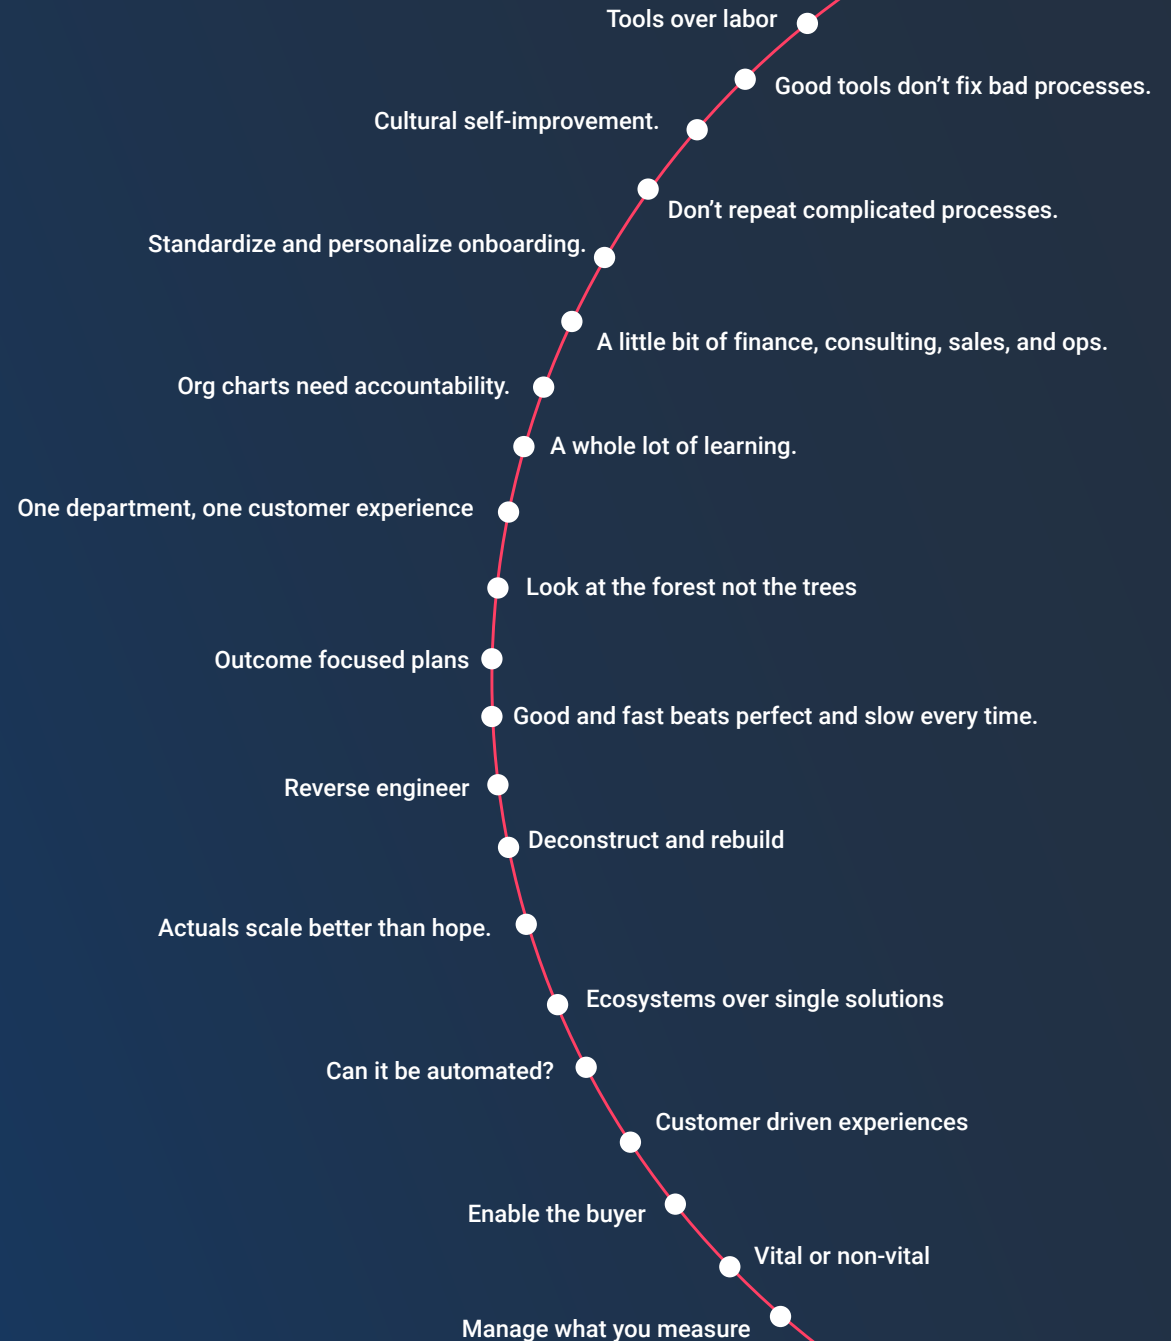 Tools over labor
Good tools don’t fix bad processes.
Cultural self-improvement.
Don’t repeat complicated processes.
Standardize and personalize onboarding.
A little bit of finance, consulting, sales, and ops.
Org charts need accountability.
A whole lot of learning.
One department, one customer experience
Look at the forest not the trees
Outcome focused plans
Good and fast beats perfect and slow every time.
Reverse engineer
Deconstruct and rebuild
Actuals scale better than hope.
Ecosystems over single solutions
Can it be automated?
Customer driven experiences
Enable the buyer
Vital or non-vital
Manage what you measure